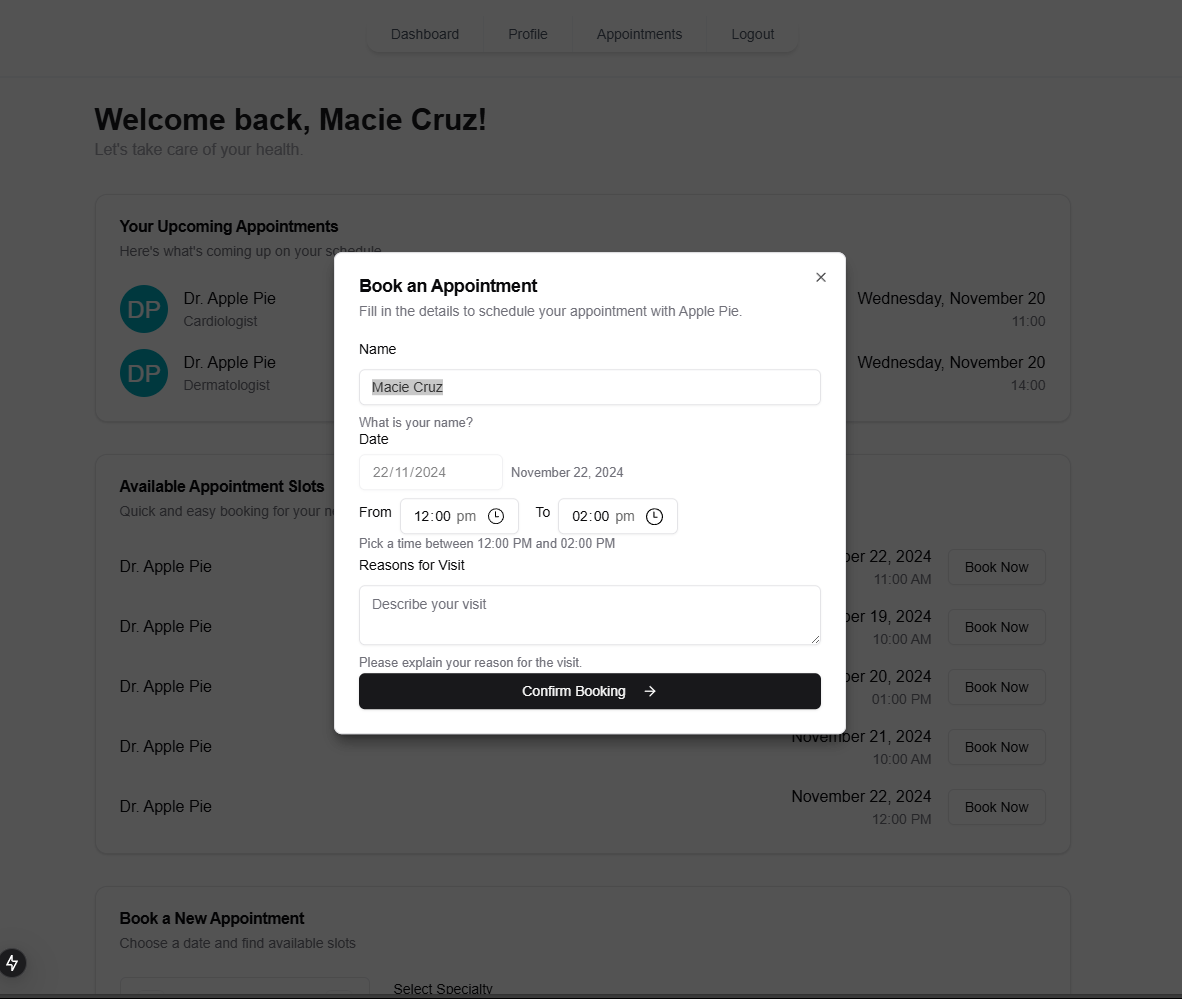 Dashboard Profile Appointments Logout
Welcome back, Macie Cruz!
Let's take care of your health.
Your Upcoming Appointments
Here's what's coming up on your schedule.
DP Dr. Apple Pie Wednesday, November 20
Cardiologist 11:00
DP Dr. Apple Pie Wednesday, November 20
Dermatologist 14:00
Book an Appointment
Fill in the details to schedule your appointment with Apple Pie.
Name
Macie Cruz
What is your name?
Date
22/11/2024 November 22, 2024
From 12:00 pm To 02:00 pm
Pick a time between 12:00 PM and 02:00 PM
Reasons for Visit
Describe your visit
Please explain your reason for the visit.
Confirm Booking
Available Appointment Slots
Quick and easy booking for your
Dr. Apple Pie 22, 2024 Book Now
11:00 AM
Dr. Apple Pie 19, 2024 Book Now
10:00 AM
Dr. Apple Pie 20, 2024 Book Now
01:00 PM
Dr. Apple Pie November 21, 2024 Book Now
10:00 AM
Dr. Apple Pie November 22, 2024 Book Now
12:00 PM
Book a New Appointment
Choose a date and find available slots
Select Specialty